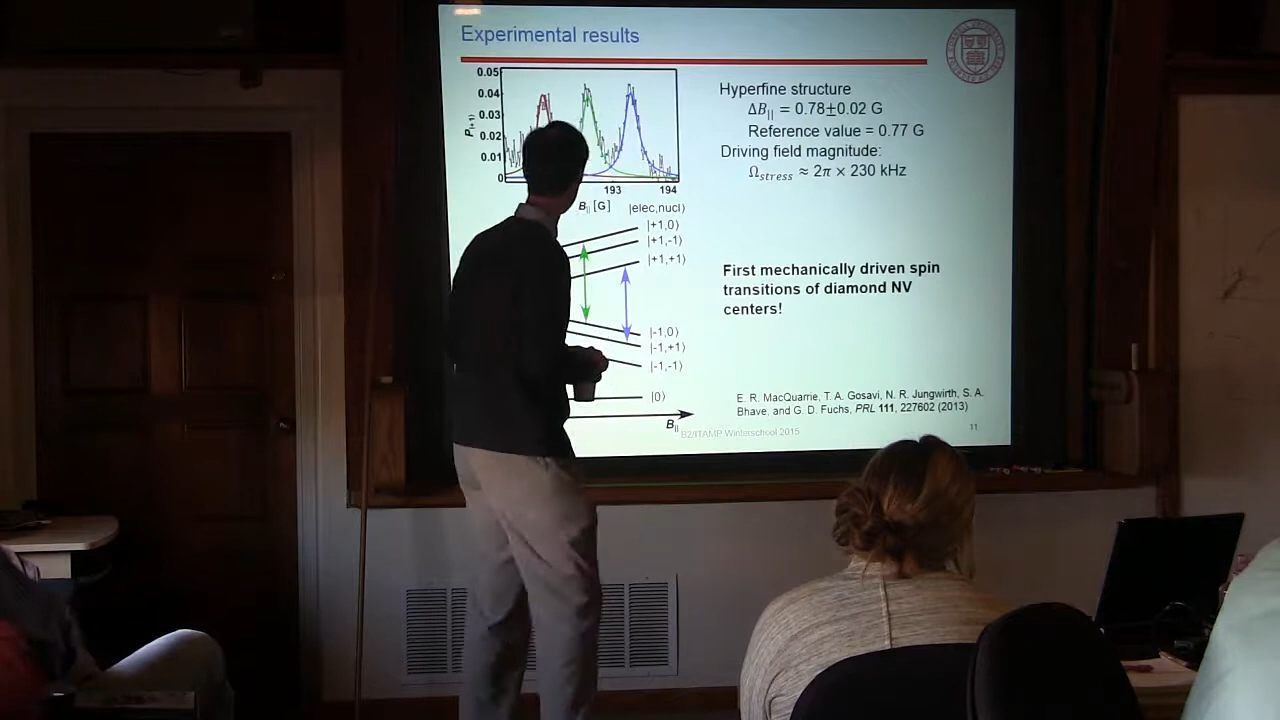 Experimental results
0.05
0.04
0.03
0.02
0.01
0
P|+1⟩
193 194
B|| [G]
|elec,nucl⟩
|+1,0⟩
|+1,-1⟩
|+1,+1⟩
|-1,0⟩
|-1,+1⟩
|-1,-1⟩
|0⟩
B||
Hyperfine structure
ΔB|| = 0.78±0.02 G
Reference value = 0.77 G
Driving field magnitude:
Ωstress ≈ 2π × 230 kHz
First mechanically driven spin
transitions of diamond NV
centers!
E. R. MacQuarrie, T. A. Gosavi, N. R. Jungwirth, S. A.
Bhave, and G. D. Fuchs, PRL 111, 227602 (2013)
B2/ITAMP Winterschool 2015
11